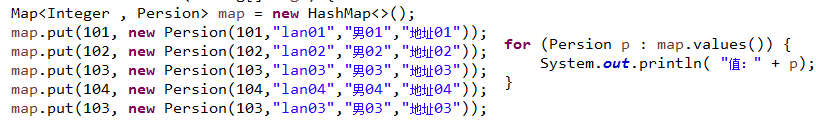 Map<Integer , Persion> map = new HashMap<>();
map.put(101, new Persion(101,"lan01","男01","地址01"));
map.put(102, new Persion(102,"lan02","男02","地址02"));
map.put(103, new Persion(103,"lan03","男03","地址03"));
map.put(104, new Persion(104,"lan04","男04","地址04"));
map.put(103, new Persion(103,"lan03","男03","地址03"));
for (Persion p : map.values()) {
System.out.println( "值：" + p);
}